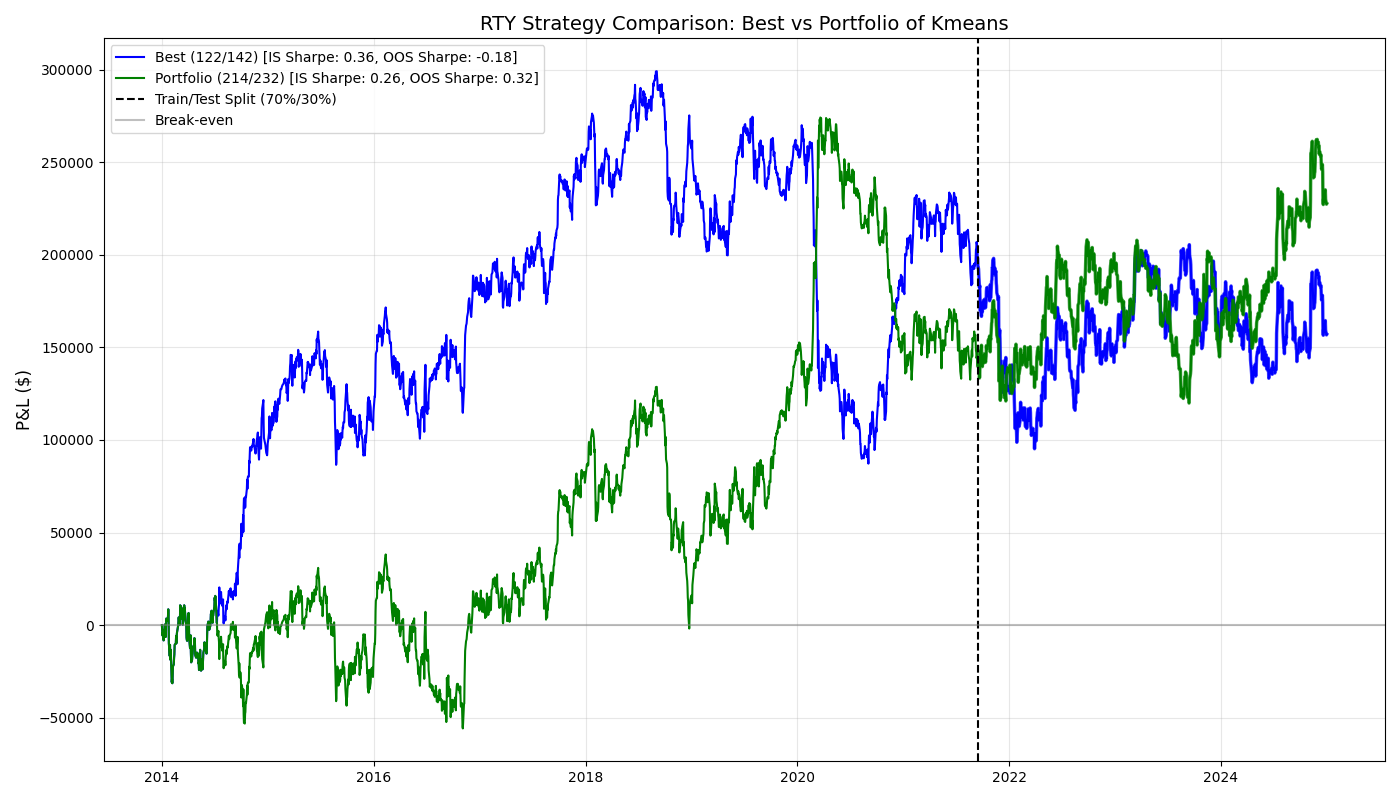 RTY Strategy Comparison: Best vs Portfolio of Kmeans
Best (122/142) [IS Sharpe: 0.36, OOS Sharpe: -0.18]
Portfolio (214/232) [IS Sharpe: 0.26, OOS Sharpe: 0.32]
Train/Test Split (70%/30%)
Break-even
P&L ($)
300000
250000
200000
150000
100000
50000
0
−50000
2014
2016
2018
2020
2022
2024